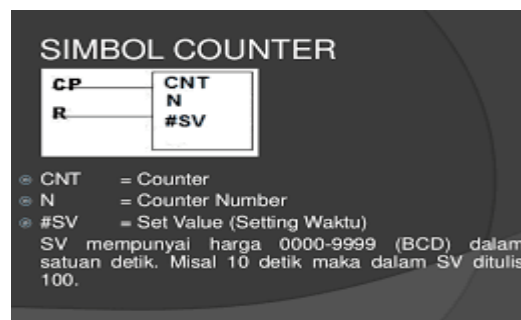 SIMBOL COUNTER
CP CNT
N
R #SV
CNT = Counter
N = Counter Number
#SV = Set Value (Setting Waktu)
SV mempunyai harga 0000-9999 (BCD) dalam
satuan detik. Misal 10 detik maka dalam SV ditulis
100.